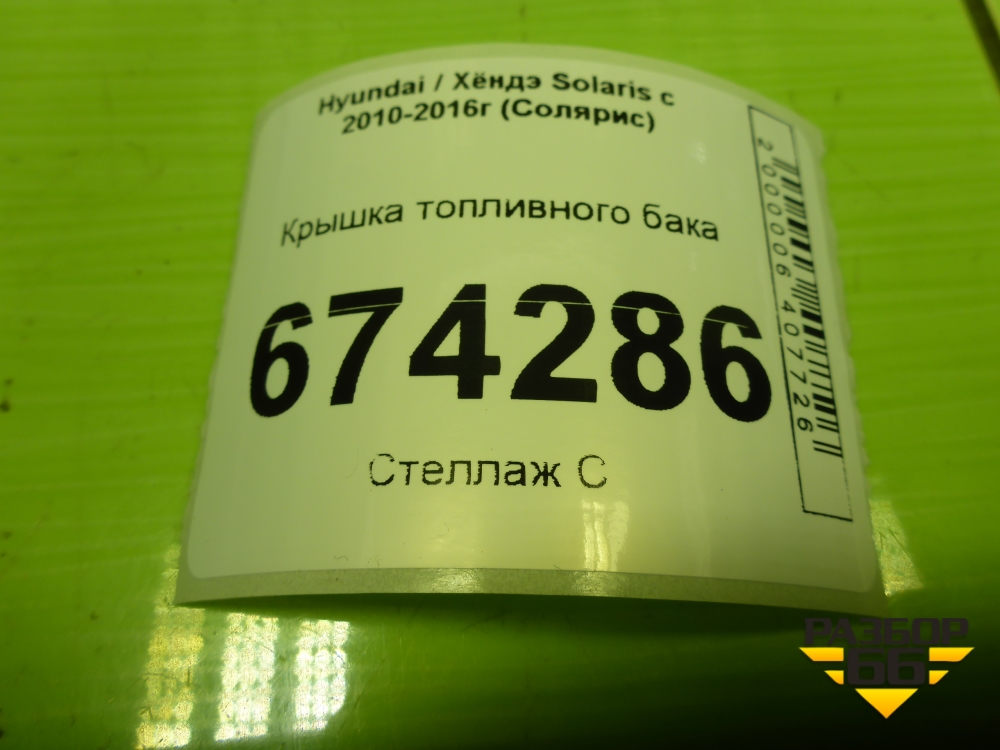 Hyundai / Хёндэ Solaris с
2010-2016г (Солярис)
Крышка топливного бака
674286
Стеллаж С
2000006407726
РАЗБОР
66